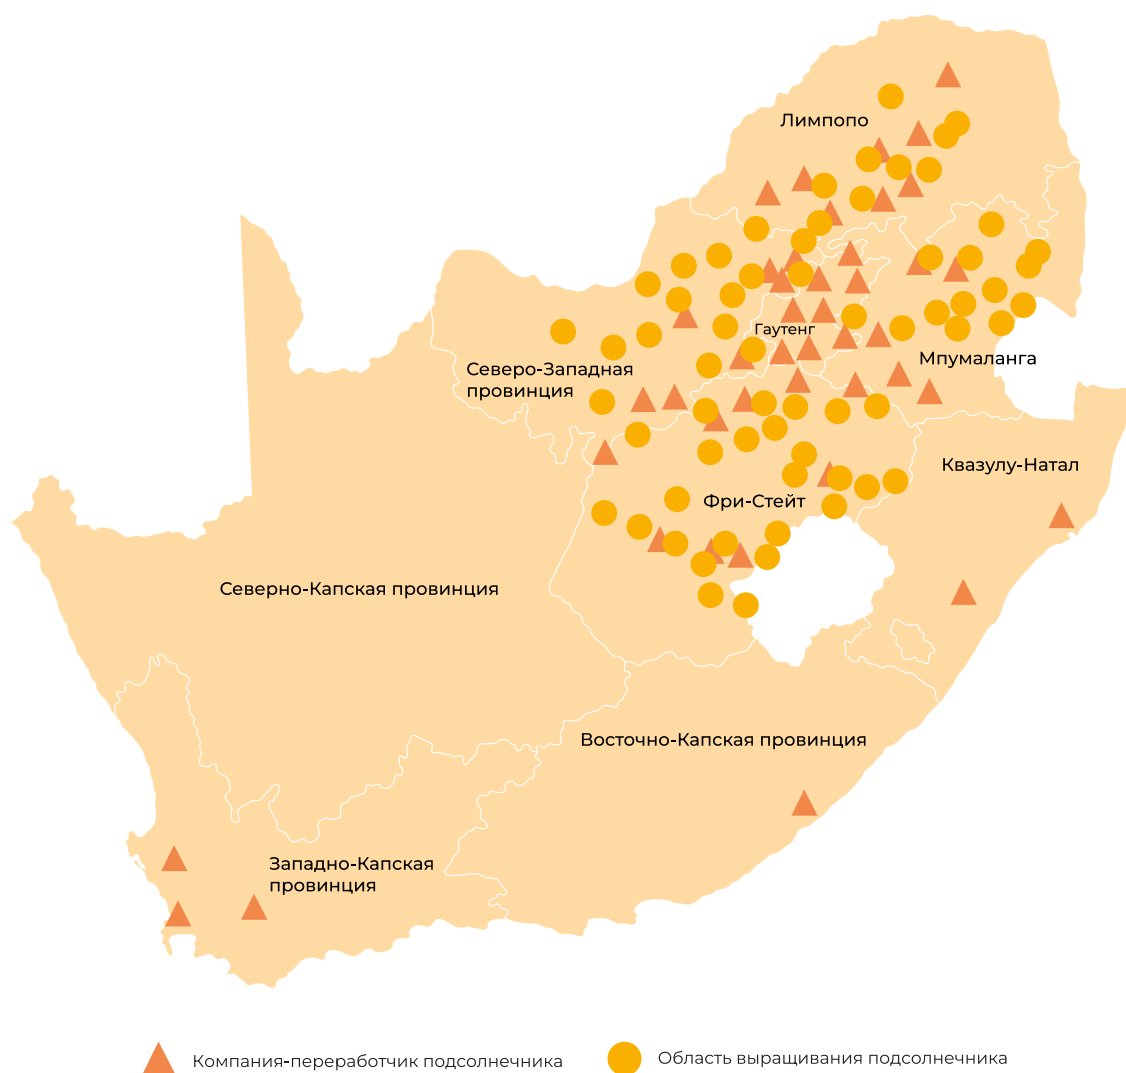 Лимпопо
Гаутенг
Мпумаланга
Северо-Западная
провинция
Квазулу-Натал
Фри-Стейт
Северно-Капская провинция
Восточно-Капская провинция
Западно-Капская
провинция
Компания-переработчик подсолнечника
Область выращивания подсолнечника